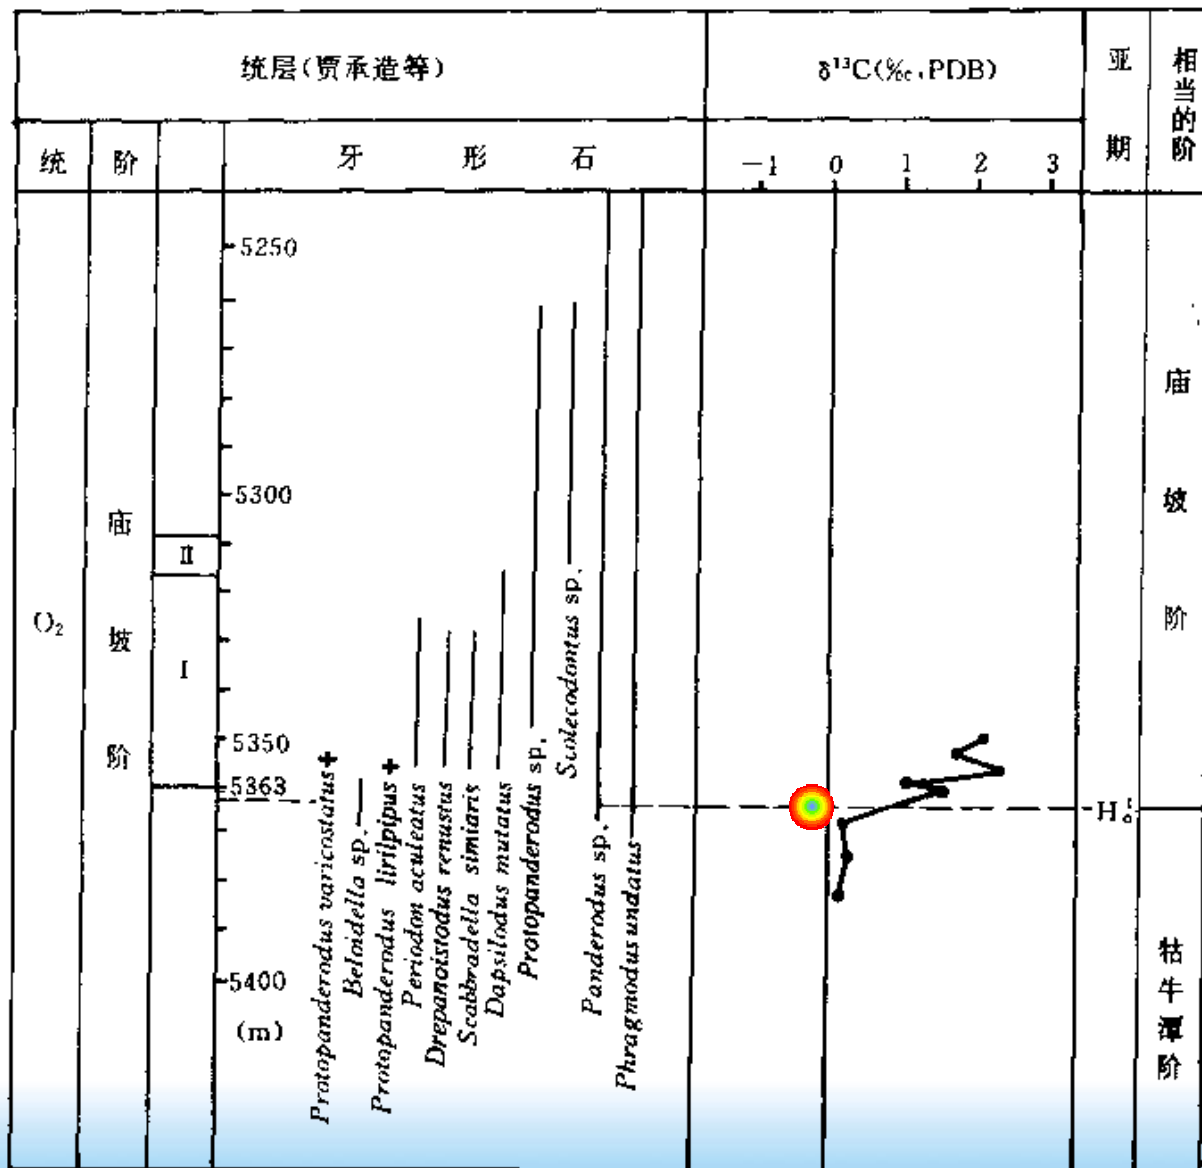 统层(贾承造等)
δ¹³C(‰,PDB)
亚期
相当的阶
统
阶
牙形石
-1 0 1 2 3
5250
5300
5350
5363
5400
(m)
O₂
庙坡阶
II
I
Protopanderodus varicostatus
Beloidella sp.
Protopanderodus liripipus
Periodon aculeatus
Drepanoistodus renustus
Scabbradella simiaris
Dapsilodus mutatus
Protopanderodus sp.
Scolecodontus sp.
Panderodus sp.
Phragmodus undatus
庙坡阶
牯牛潭阶